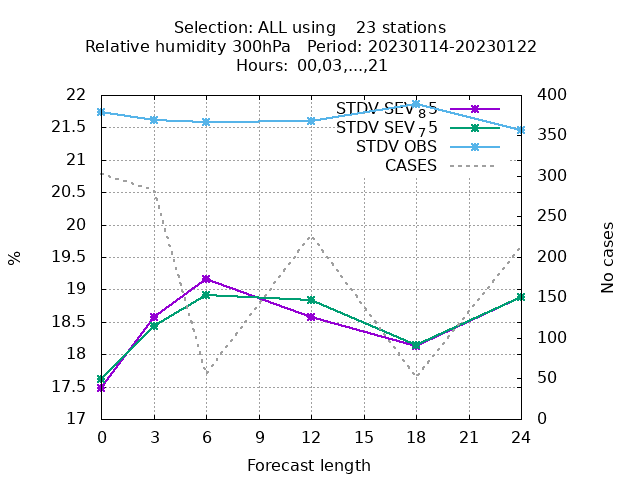 Selection: ALL using    23 stations
Relative humidity 300hPa   Period: 20230114-20230122
Hours: 00,03,...,21
22 400
STDV SEV₈5
21.5 STDV SEV₇5 350
STDV OBS
21 CASES 300
20.5
20 250
19.5 200
19 150
18.5 100
18
17.5 50
17 0
%
No cases
0 3 6 9 12 15 18 21 24
Forecast length